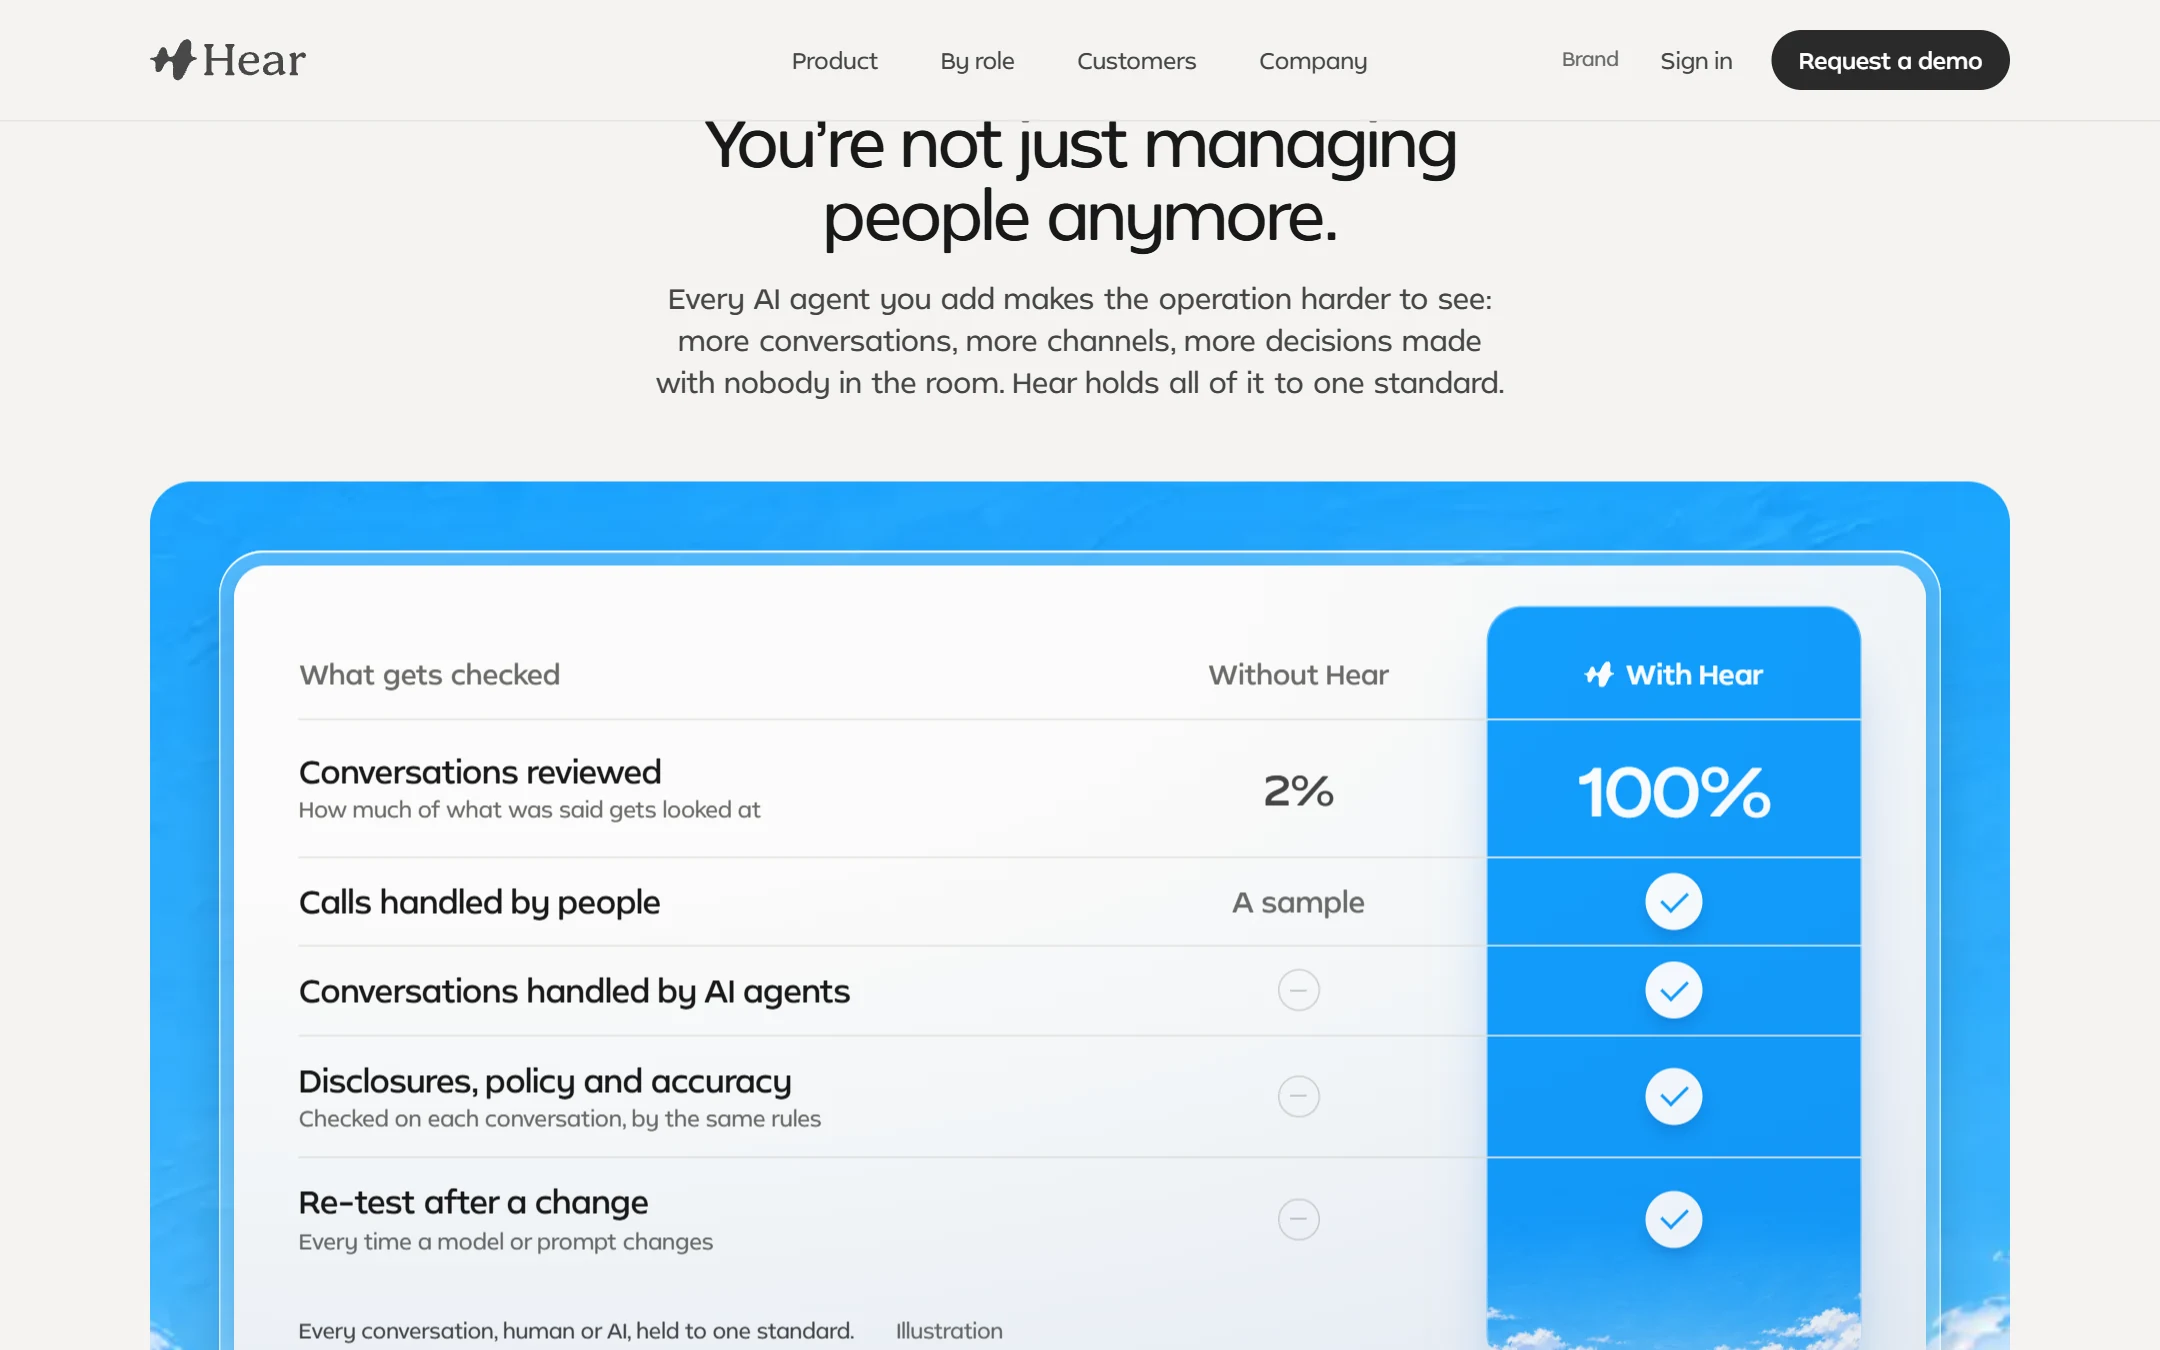 Hear
Product
By role
Customers
Company
Brand
Sign in
Request a demo
You’re not just managing
people anymore.
Every AI agent you add makes the operation harder to see:
more conversations, more channels, more decisions made
with nobody in the room. Hear holds all of it to one standard.
What gets checked
Without Hear
With Hear
Conversations reviewed
How much of what was said gets looked at
2%
100%
Calls handled by people
A sample
Conversations handled by AI agents
Disclosures, policy and accuracy
Checked on each conversation, by the same rules
Re-test after a change
Every time a model or prompt changes
Every conversation, human or AI, held to one standard.
Illustration